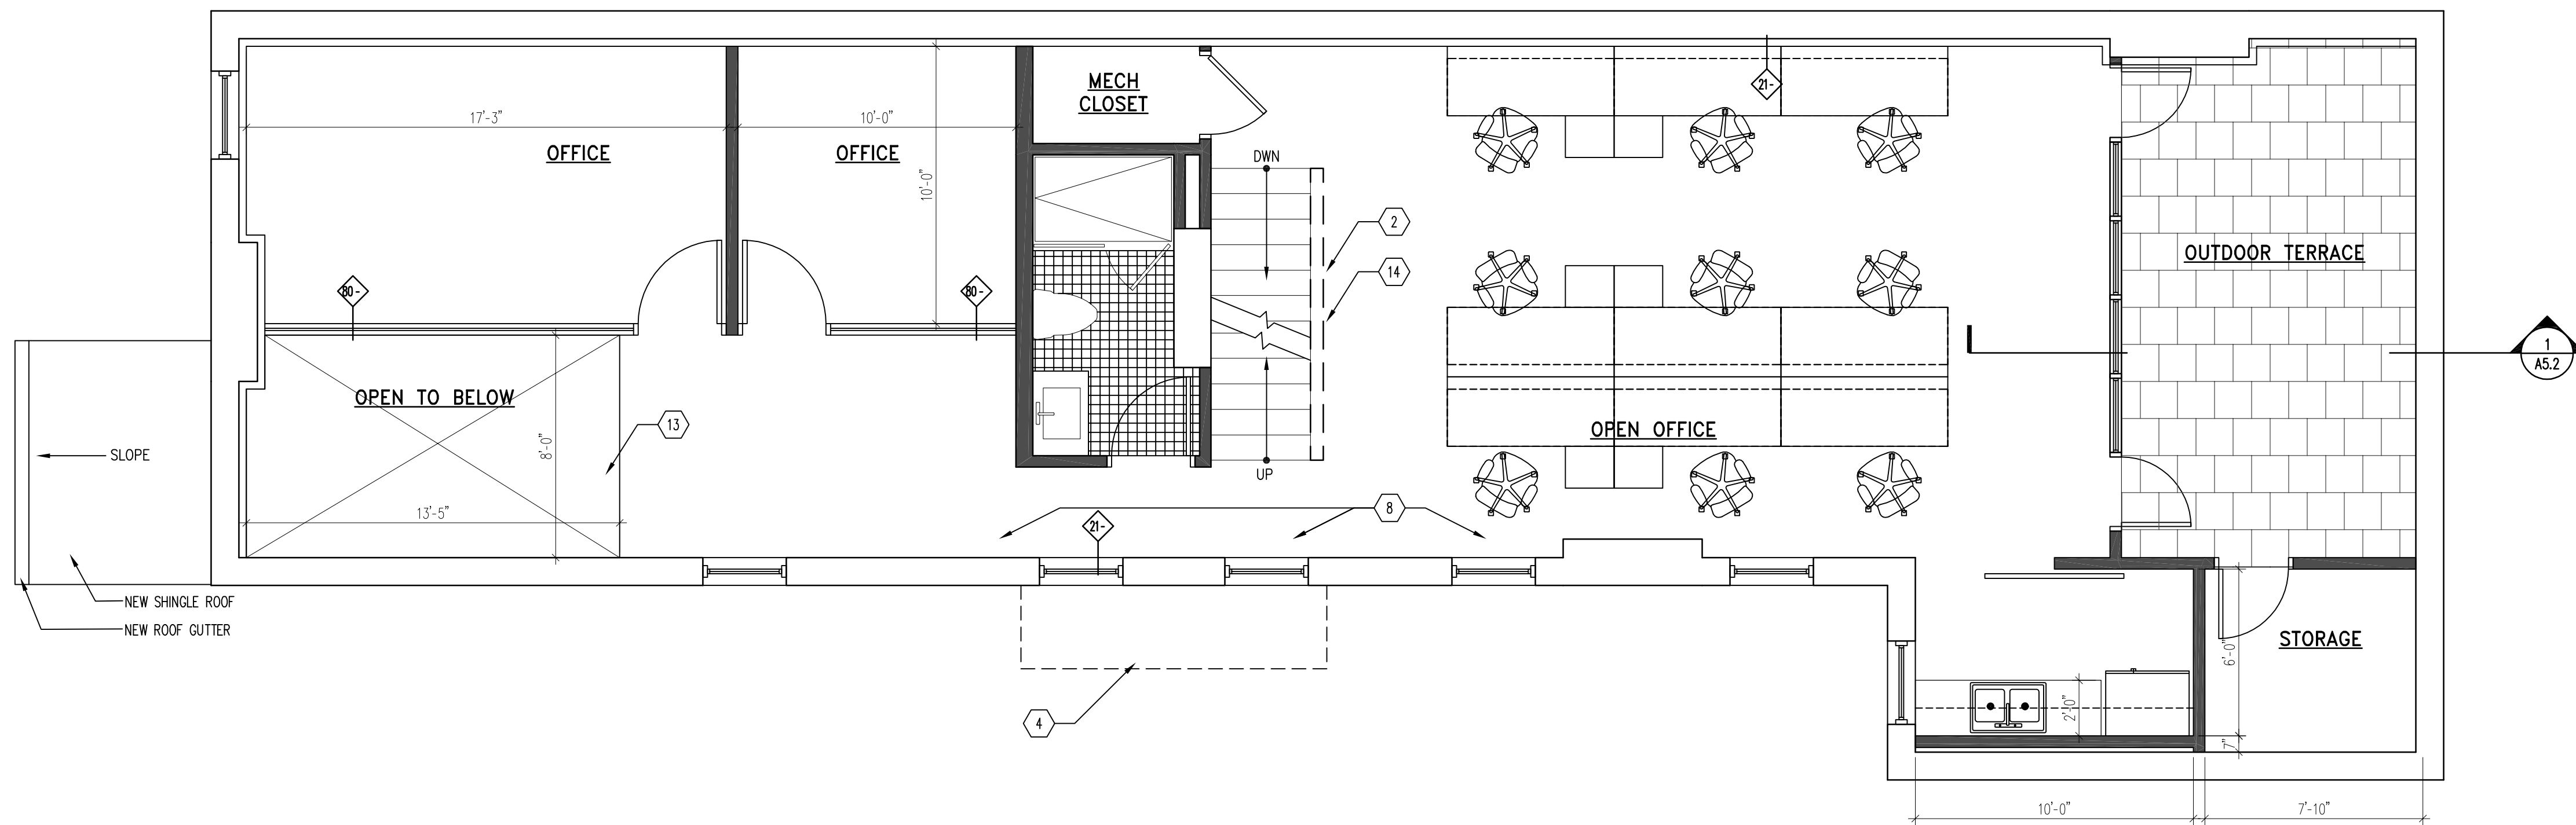 MECH
CLOSET
21-
17'-3"
10'-0"
OFFICE
OFFICE
10'-0"
DWN
2
OUTDOOR TERRACE
14
80-
80-
1
A5.2
OPEN TO BELOW
13
OPEN OFFICE
8'-0"
SLOPE
UP
13'-5"
8
21-
NEW SHINGLE ROOF
NEW ROOF GUTTER
STORAGE
6'-0"
2'-0"
4
7"
10'-0"
7'-10"